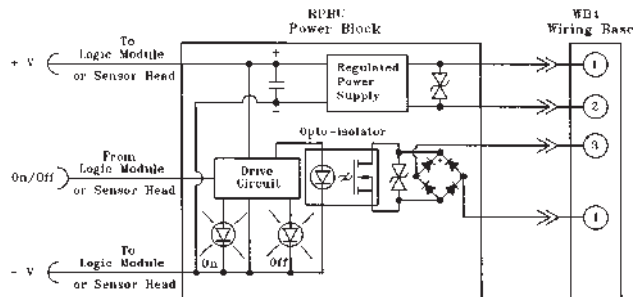 RPBU
Power Block
WB4
Wiring Base
To
+ V
Logic Module
or Sensor Head
+
Regulated
Power
Supply
1
2
Opto-isolator
3
From
On/Off
Logic Module
or Sensor Head
Drive
Circuit
+
4
On
Off
To
- V
Logic Module
or Sensor Head